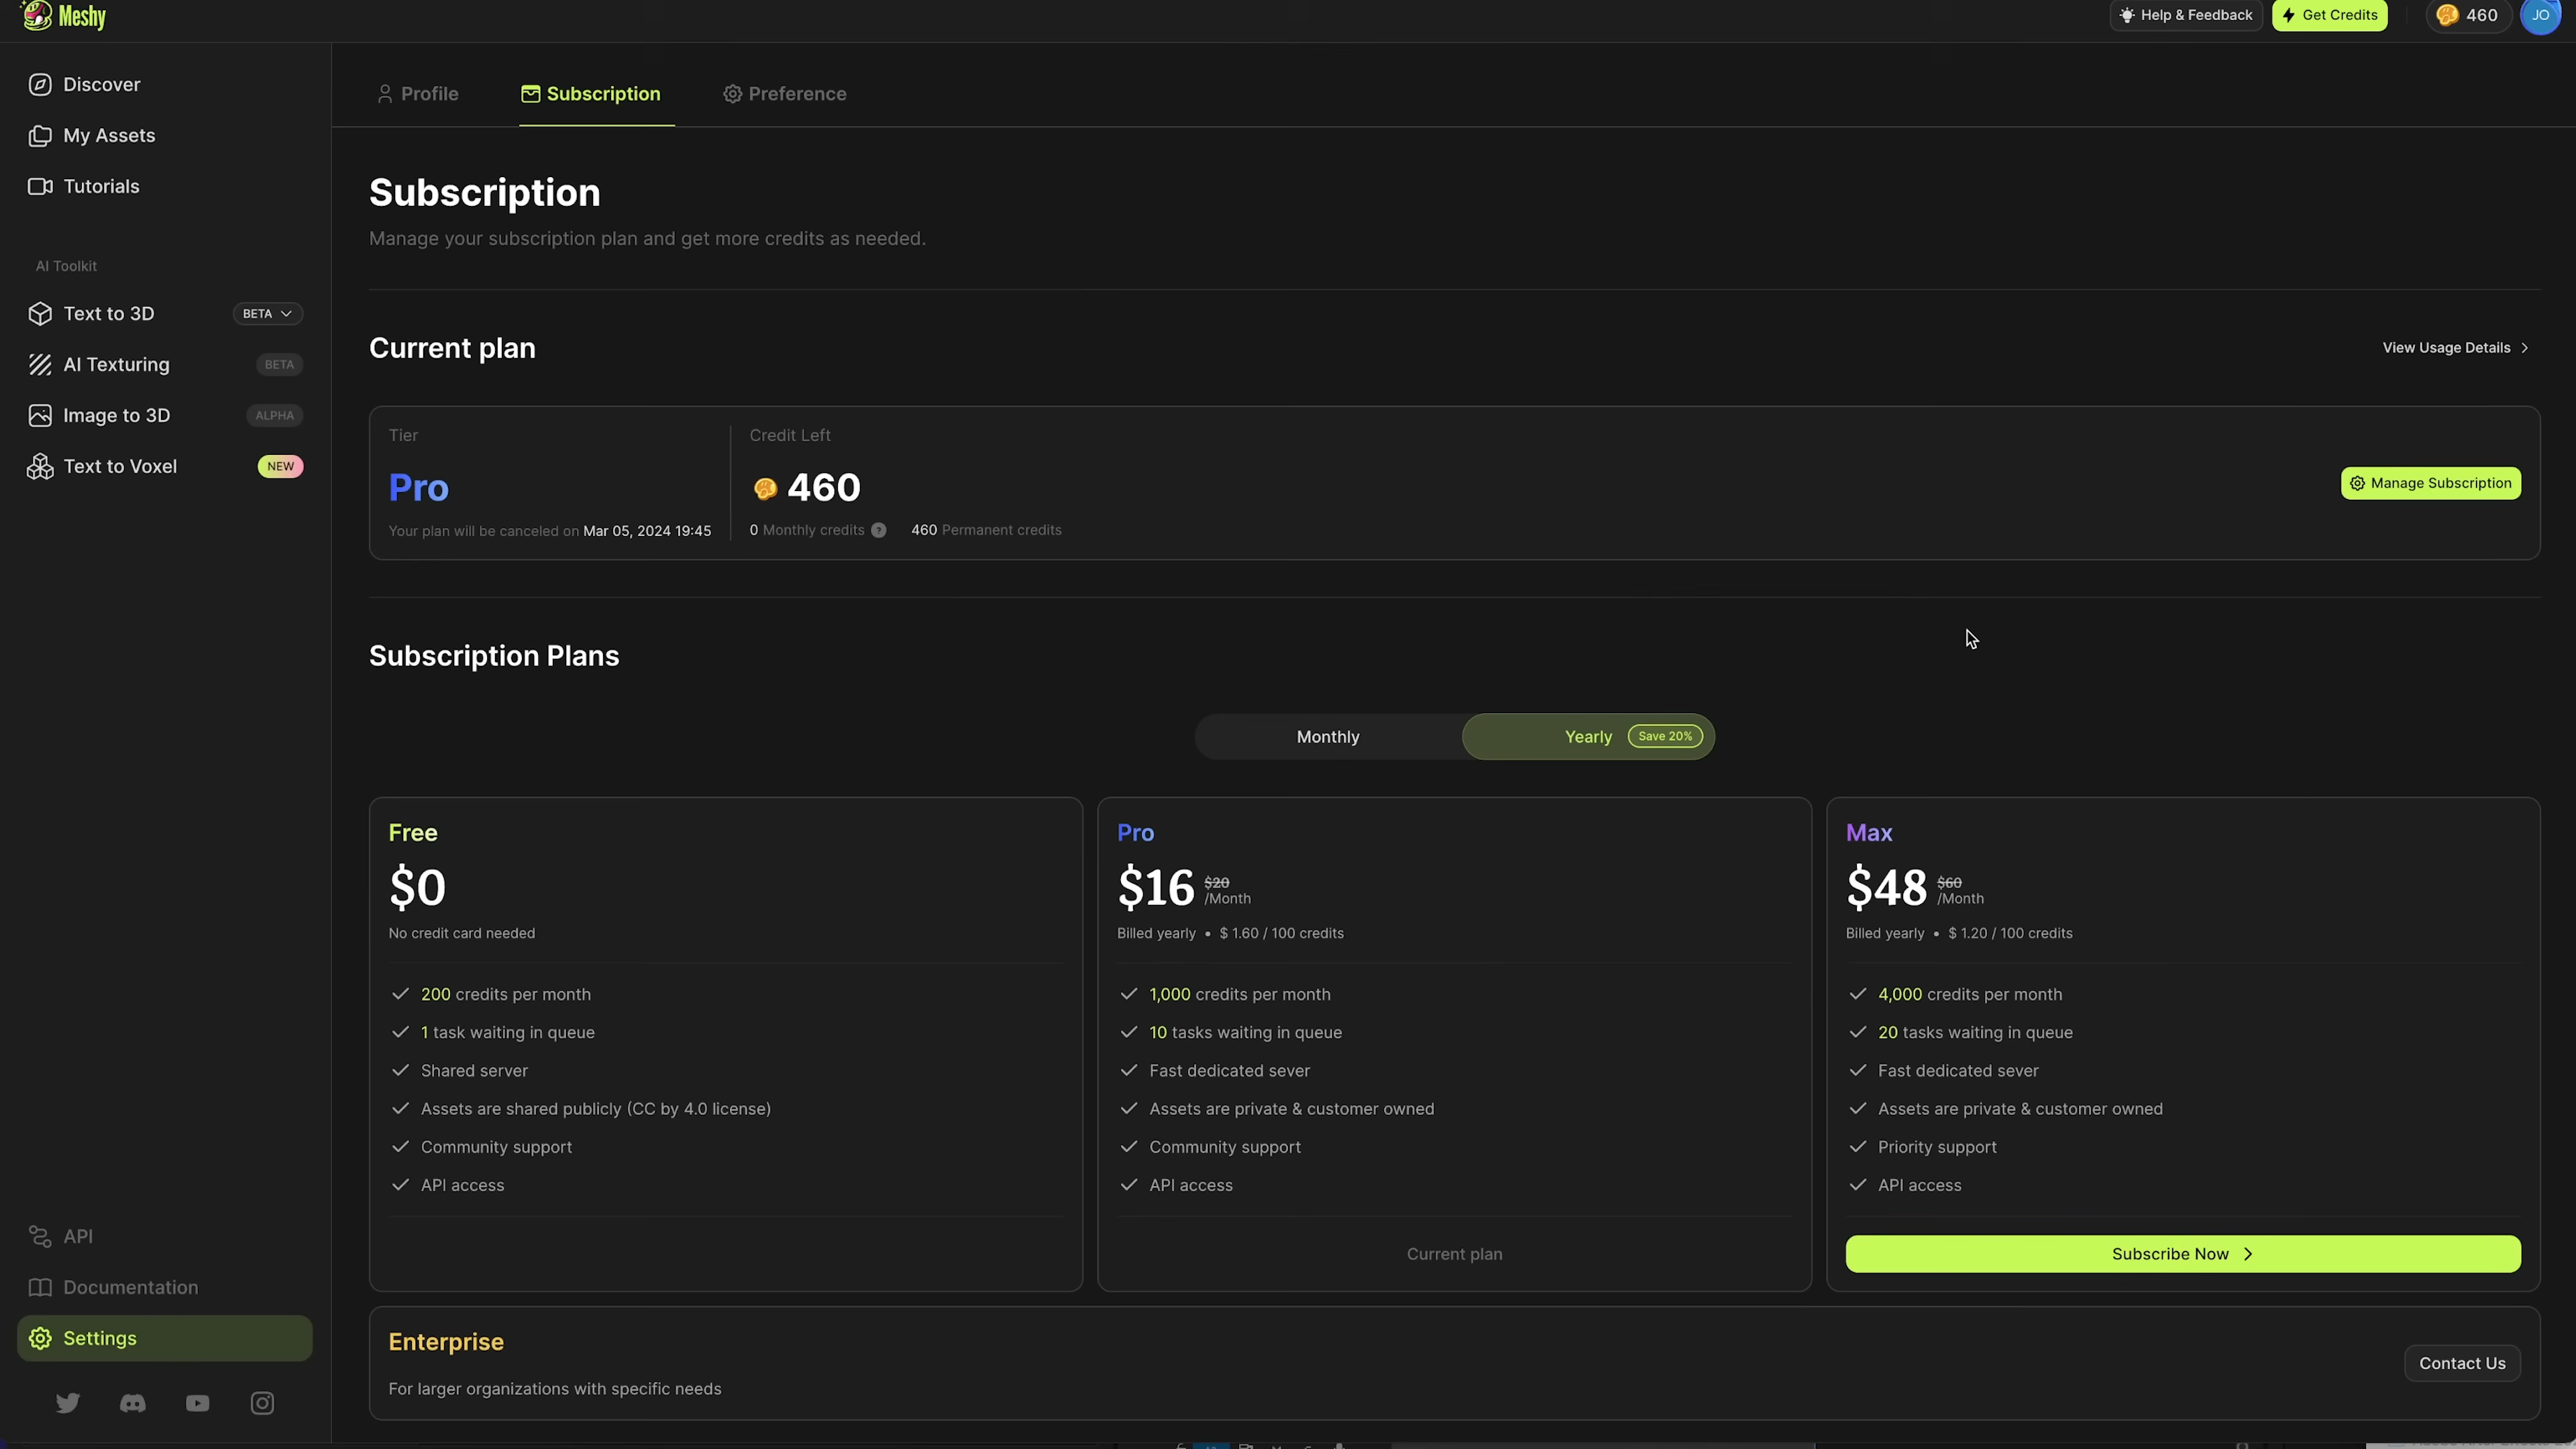 Meshy
Help & Feedback
Get Credits
460
JO
Discover
My Assets
Tutorials
AI Toolkit
Text to 3D
BETA
AI Texturing
BETA
Image to 3D
ALPHA
Text to Voxel
NEW
API
Documentation
Settings
Profile
Subscription
Preference
Subscription
Manage your subscription plan and get more credits as needed.
Current plan
View Usage Details
Tier
Pro
Your plan will be canceled on Mar 05, 2024 19:45
Credit Left
460
0 Monthly credits ?
460 Permanent credits
Manage Subscription
Subscription Plans
Monthly
Yearly
Save 20%
Free
$0
No credit card needed
200 credits per month
1 task waiting in queue
Shared server
Assets are shared publicly (CC by 4.0 license)
Community support
API access
Pro
$16
$20
/Month
Billed yearly • $ 1.60 / 100 credits
1,000 credits per month
10 tasks waiting in queue
Fast dedicated sever
Assets are private & customer owned
Community support
API access
Current plan
Max
$48
$60
/Month
Billed yearly • $ 1.20 / 100 credits
4,000 credits per month
20 tasks waiting in queue
Fast dedicated sever
Assets are private & customer owned
Priority support
API access
Subscribe Now
Enterprise
For larger organizations with specific needs
Contact Us